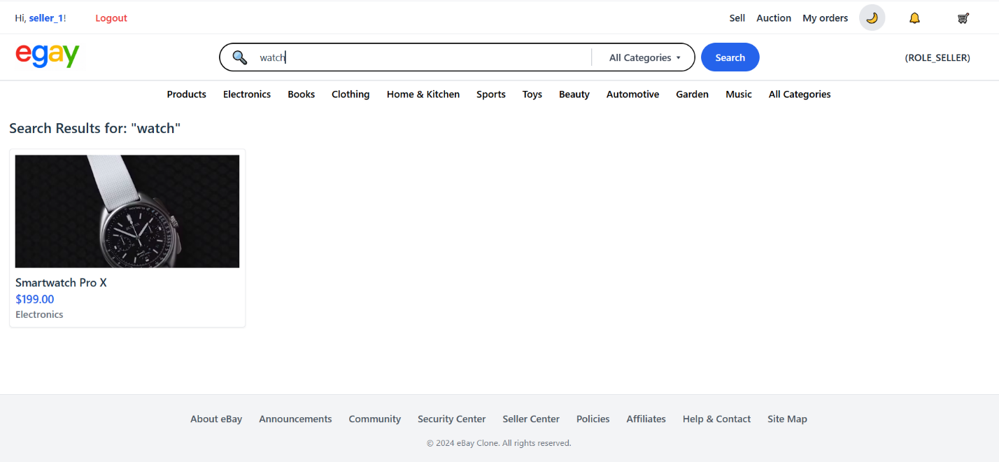 Hi, seller_1! Logout Sell Auction My orders
egay watch All Categories ▾ Search (ROLE_SELLER)
Products Electronics Books Clothing Home & Kitchen Sports Toys Beauty Automotive Garden Music All Categories
Search Results for: "watch"
Smartwatch Pro X
$199.00
Electronics
About eBay Announcements Community Security Center Seller Center Policies Affiliates Help & Contact Site Map
© 2024 eBay Clone. All rights reserved.